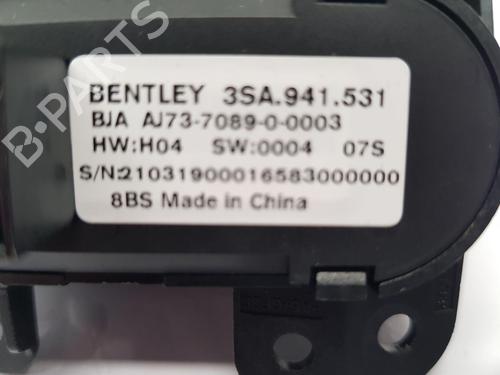 B-PARTS
BENTLEY 3SA.941.531
BJA AJ73-7089-0-0003
HW:H04 SW:0004 07S
S/N:210319000016583000000
8BS Made in China